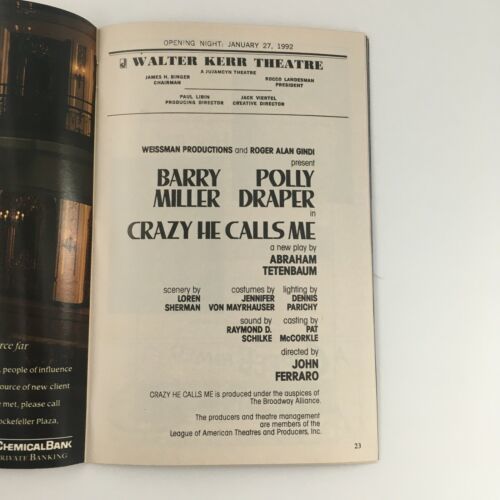 OPENING NIGHT: JANUARY 27, 1992
WALTER KERR THEATRE
A JUJAMCYN THEATRE
JAMES H. BINGER
CHAIRMAN
ROCCO LANDESMAN
PRESIDENT
PAUL LIBIN
PRODUCING DIRECTOR
JACK VIERTEL
CREATIVE DIRECTOR
WEISSMAN PRODUCTIONS and ROGER ALAN GINDI
present
BARRY MILLER
POLLY DRAPER
in
CRAZY HE CALLS ME
a new play by
ABRAHAM
TETENBAUM
scenery by
LOREN
SHERMAN
costumes by
JENNIFER
VON MAYRHAUSER
lighting by
DENNIS
PARICHY
sound by
RAYMOND D.
SCHILKE
casting by
PAT
McCORKLE
directed by
JOHN
FERRARO
CRAZY HE CALLS ME is produced under the auspices of
The Broadway Alliance.
The producers and theatre management
are members of the
League of American Theatres and Producers, Inc.
23
rce far
people of influence
ource of new client
met, please call
ockefeller Plaza.
CHEMICALBANK
PRIVATE BANKING